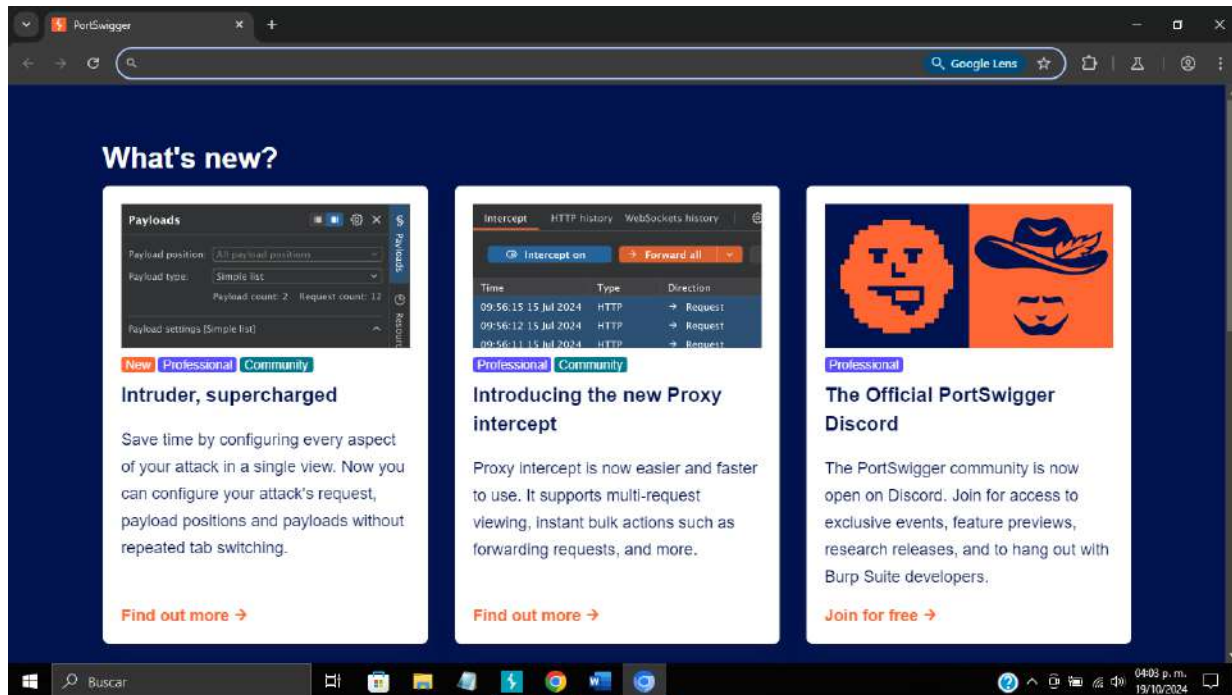 PortSwigger
Google Lens
What's new?
Payloads
Payload position: All payload positions
Payload type: Simple list
Payload count: 2 Request count: 12
Payload settings [Simple list]
Payloads
New Professional Community
Intruder, supercharged
Save time by configuring every aspect
of your attack in a single view. Now you
can configure your attack's request,
payload positions and payloads without
repeated tab switching.
Find out more →
Intercept HTTP history WebSockets history
Intercept on → Forward all
Time Type Direction
09:56:15 15 Jul 2024 HTTP → Request
09:56:12 15 Jul 2024 HTTP → Request
09:56:11 15 Jul 2024 HTTP → Request
Professional Community
Introducing the new Proxy
intercept
Proxy intercept is now easier and faster
to use. It supports multi-request
viewing, instant bulk actions such as
forwarding requests, and more.
Find out more →
Professional
The Official PortSwigger
Discord
The PortSwigger community is now
open on Discord. Join for access to
exclusive events, feature previews,
research releases, and to hang out with
Burp Suite developers.
Join for free →
Buscar
04:03 p. m.
19/10/2024